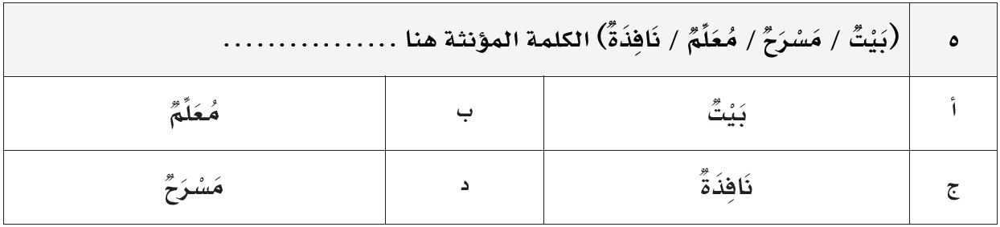 ٥ (بَيْتٌ / مَسْرَحٌ / مُعَلِّمٌ / نَافِذَةٌ) الكلمة المؤنثة هنا ................
أ بَيْتٌ ب مُعَلِّمٌ
ج نَافِذَةٌ د مَسْرَحٌ